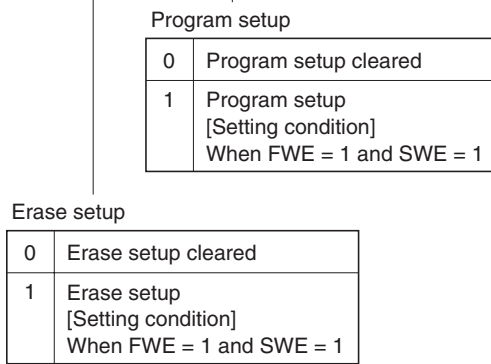 Program setup
0 Program setup cleared
1 Program setup
[Setting condition]
When FWE = 1 and SWE = 1
Erase setup
0 Erase setup cleared
1 Erase setup
[Setting condition]
When FWE = 1 and SWE = 1